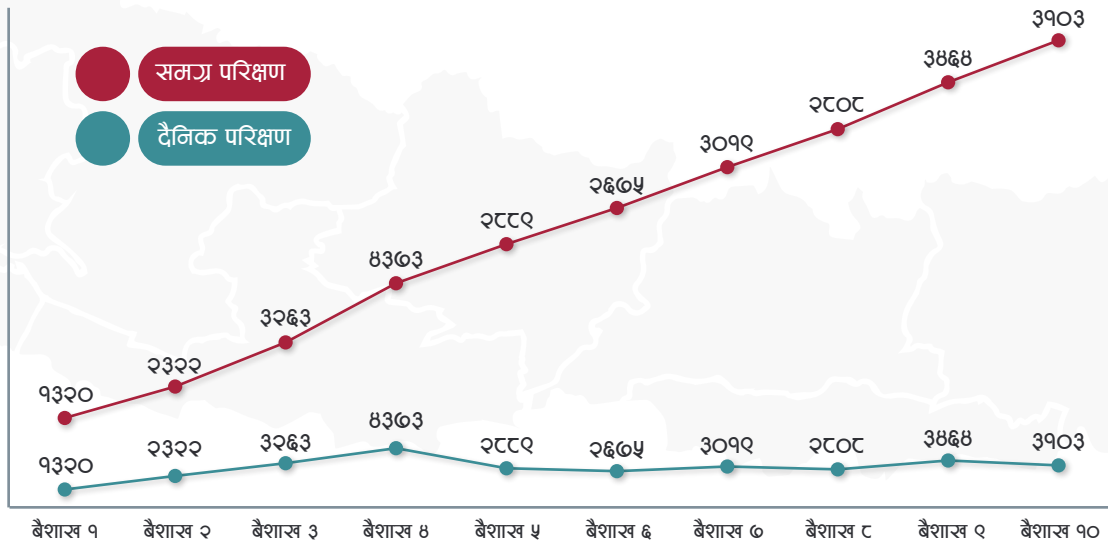 समग्र परिक्षण
दैनिक परिक्षण
१३२० २३२२ ३२६३ ४३७३ २८८९ २६७५ ३०१९ २८०८ ३४६४ ३१०३
१३२० २३२२ ३२६३ ४३७३ २८८९ २६७५ ३०१९ २८०८ ३४६४ ३१०३
बैशाख १ बैशाख २ बैशाख ३ बैशाख ४ बैशाख ५ बैशाख ६ बैशाख ७ बैशाख ८ बैशाख ९ बैशाख १०